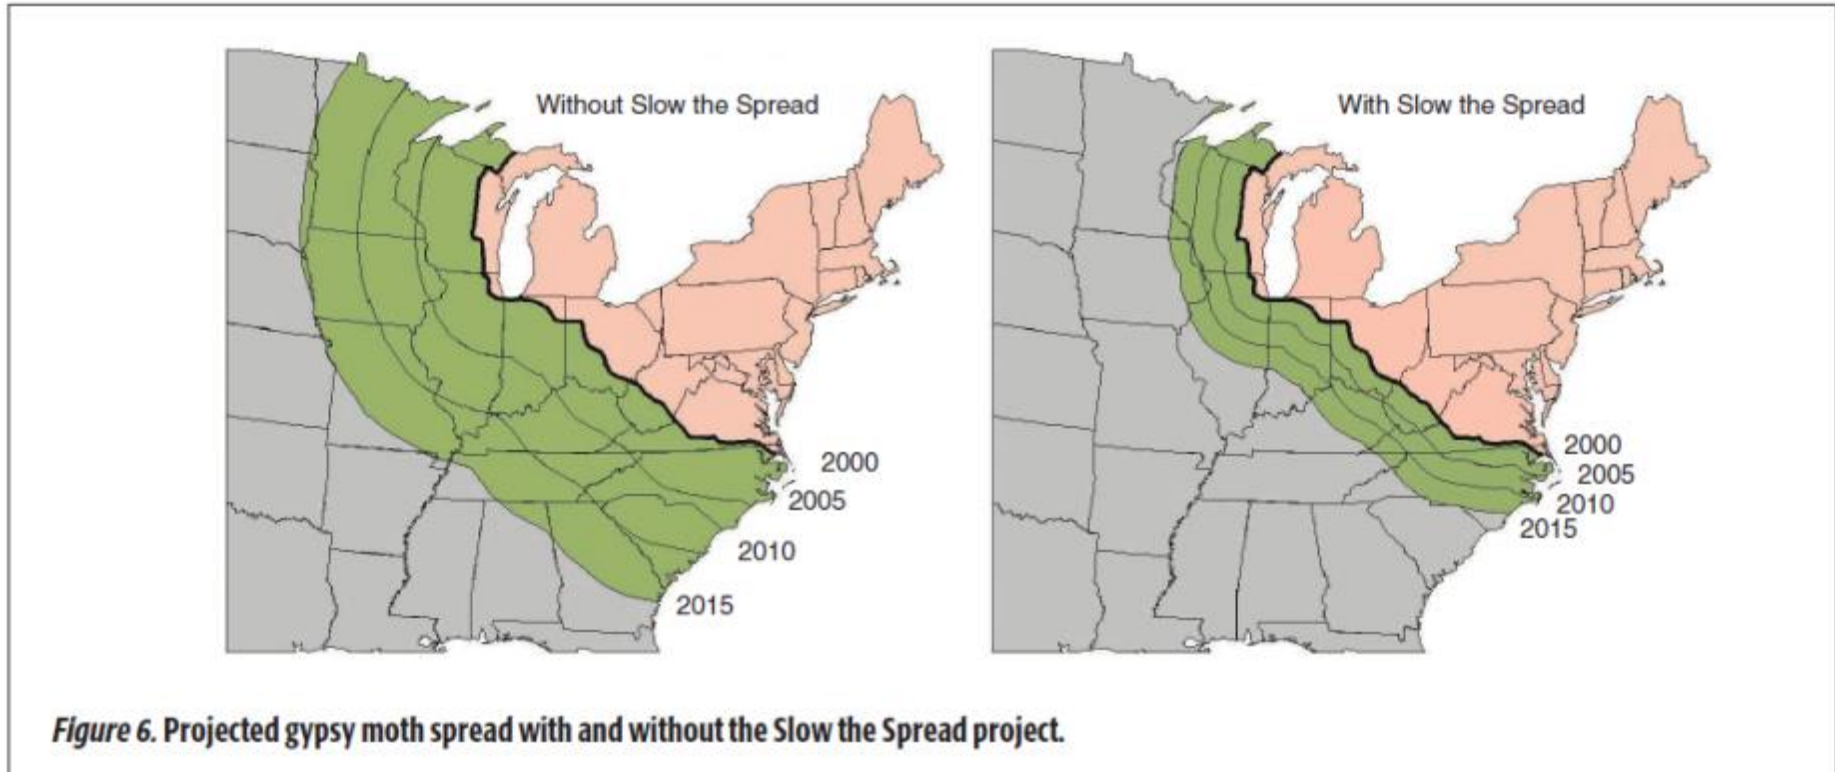 Without Slow the Spread
With Slow the Spread
2000
2005
2010
2015
2000
2005
2010
2015
Figure 6. Projected gypsy moth spread with and without the Slow the Spread project.